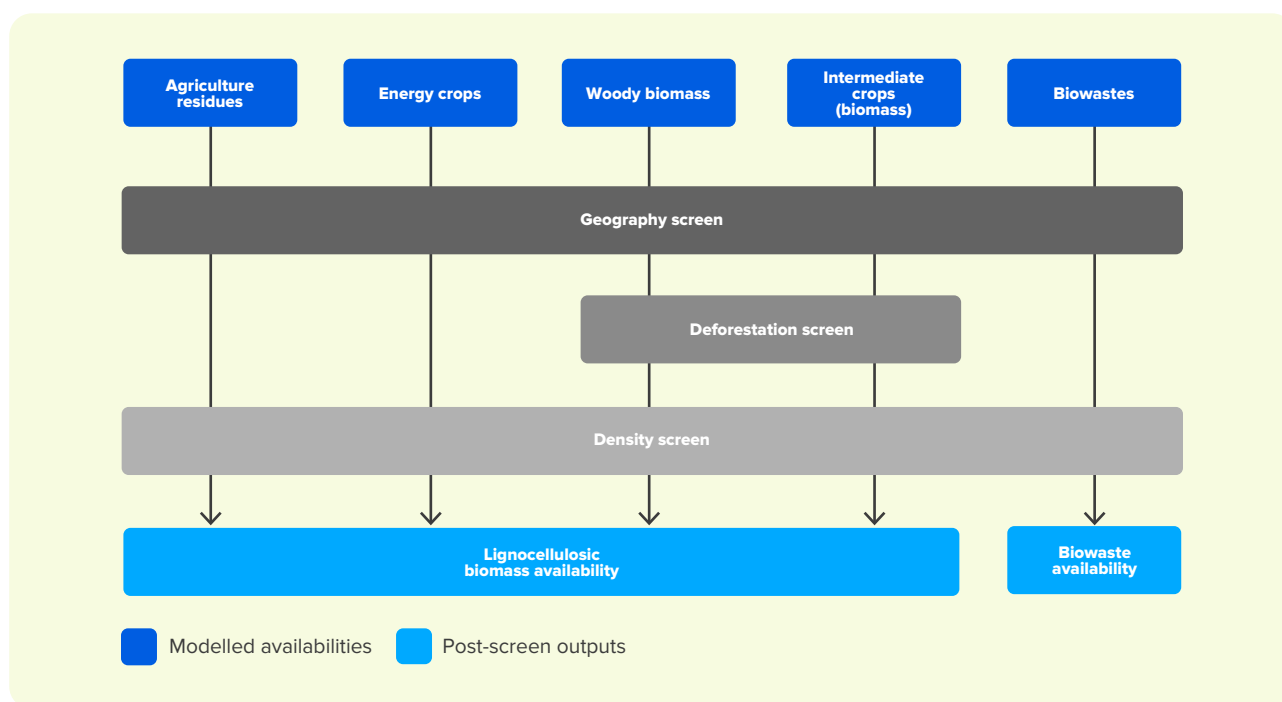 Agriculture
residues
Energy crops
Woody biomass
Intermediate
crops
(biomass)
Biowastes
Geography screen
Deforestation screen
Density screen
Lignocellulosic
biomass availability
Biowaste
availability
Modelled availabilities
Post-screen outputs